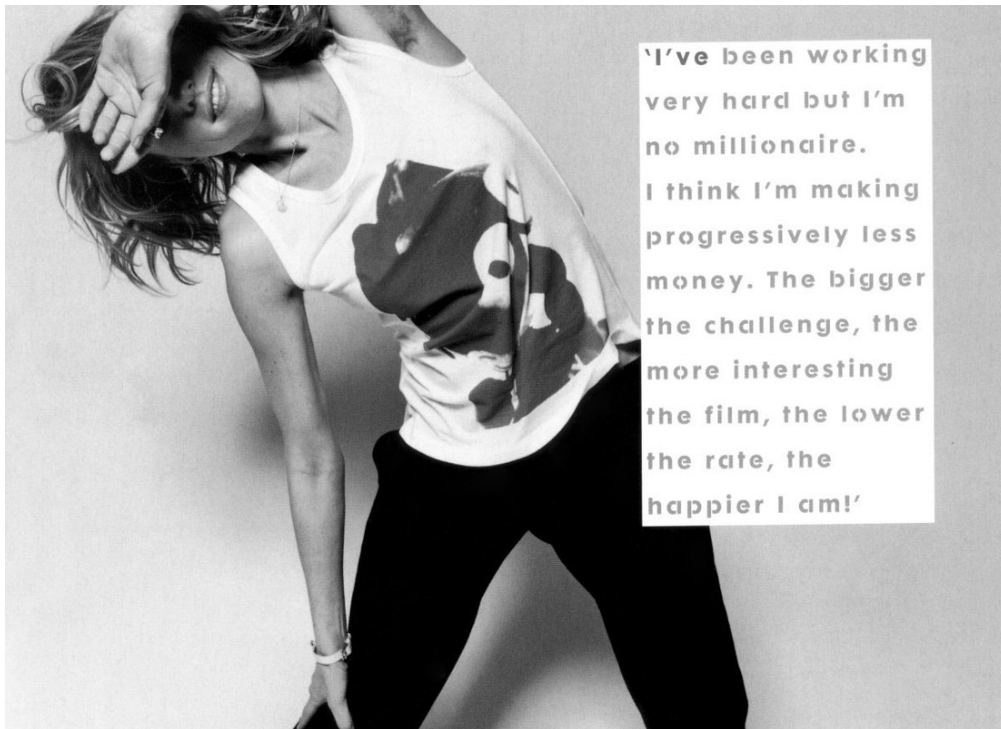 ‘I’ve been working
very hard but I’m
no millionaire.
I think I’m making
progressively less
money. The bigger
the challenge, the
more interesting
the film, the lower
the rate, the
happier I am!’